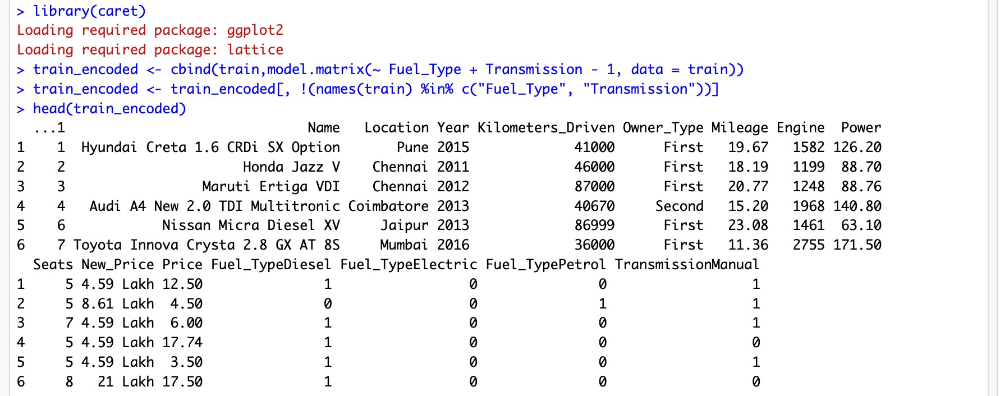 > library(caret)
Loading required package: ggplot2
Loading required package: lattice
> train_encoded <- cbind(train,model.matrix(~ Fuel_Type + Transmission - 1, data = train))
> train_encoded <- train_encoded[, !(names(train) %in% c("Fuel_Type", "Transmission"))]
> head(train_encoded)
  ...1                              Name   Location Year Kilometers_Driven Owner_Type Mileage Engine  Power
1    1  Hyundai Creta 1.6 CRDi SX Option       Pune 2015             41000      First   19.67   1582 126.20
2    2                      Honda Jazz V    Chennai 2011             46000      First   18.19   1199  88.70
3    3                 Maruti Ertiga VDI    Chennai 2012             87000      First   20.77   1248  88.76
4    4   Audi A4 New 2.0 TDI Multitronic Coimbatore 2013             40670     Second   15.20   1968 140.80
5    6            Nissan Micra Diesel XV     Jaipur 2013             86999      First   23.08   1461  63.10
6    7 Toyota Innova Crysta 2.8 GX AT 8S     Mumbai 2016             36000      First   11.36   2755 171.50
  Seats New_Price Price Fuel_TypeDiesel Fuel_TypeElectric Fuel_TypePetrol TransmissionManual
1     5 4.59 Lakh 12.50               1                 0               0                  1
2     5 8.61 Lakh  4.50               0                 0               1                  1
3     7 4.59 Lakh  6.00               1                 0               0                  1
4     5 4.59 Lakh 17.74               1                 0               0                  0
5     5 4.59 Lakh  3.50               1                 0               0                  1
6     8   21 Lakh 17.50               1                 0               0                  0